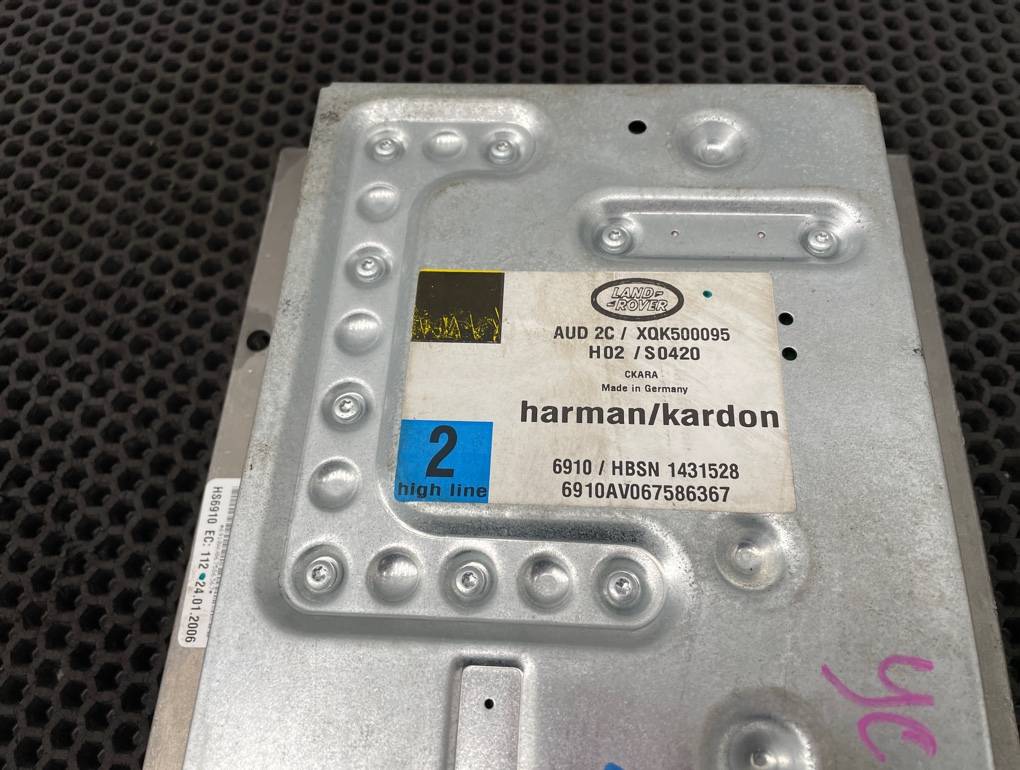 LAND-
-ROVER
AUD 2C / XQK500095
H02 / S0420
CKARA
Made in Germany
harman/kardon
2
high line
6910 / HBSN 1431528
6910AV067586367
HS6910 EC: 112 24.01.2006